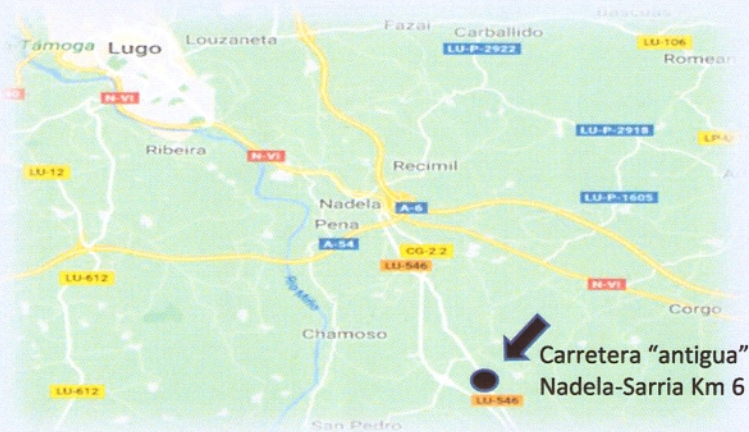 Bascuas
Fazai
Carballido
Támoga
Lugo
Louzaneta
LU-P-2922
LU-106
Romean
N-VI
LU-P-2918
Ribeira
N-VI
Recimil
LU-12
LU-P-1605
Nadela
A-6
Pena
A-54
CG-2.2
LU-546
LU-612
N-VI
Río Miño
Corgo
Chamoso
Carretera “antigua”
Nadela-Sarria Km 6
LU-612
LU-546
San Pedro